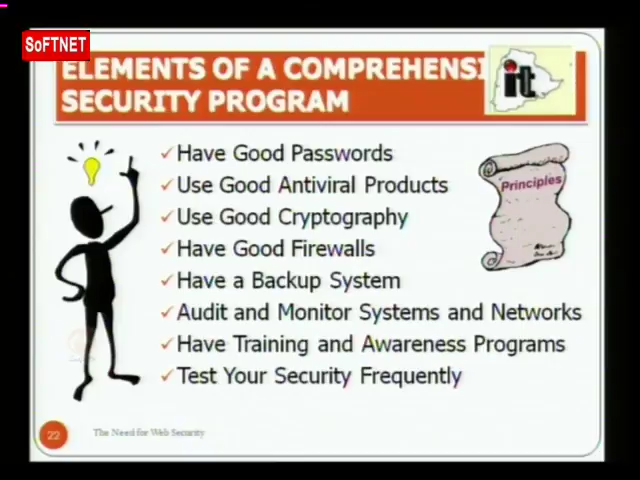 SoFTNET
ELEMENTS OF A COMPREHENSI
SECURITY PROGRAM
it
Have Good Passwords
Use Good Antiviral Products
Use Good Cryptography
Have Good Firewalls
Have a Backup System
Audit and Monitor Systems and Networks
Have Training and Awareness Programs
Test Your Security Frequently
Principles
22
The Need for Web Security